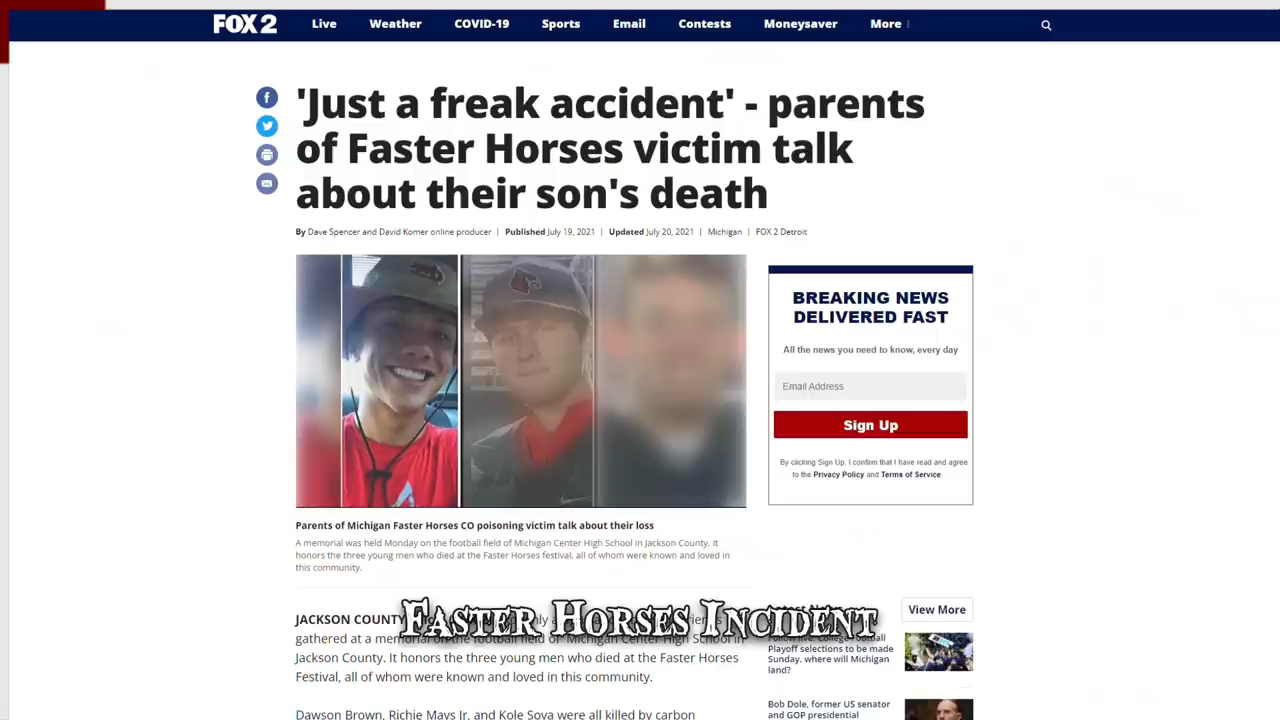 FOX 2 Live Weather COVID-19 Sports Email Contests Moneysaver More
'Just a freak accident' - parents
of Faster Horses victim talk
about their son's death
By Dave Spencer and David Komer online producer | Published July 19, 2021 | Updated July 20, 2021 | Michigan | FOX 2 Detroit
BREAKING NEWS
DELIVERED FAST
All the news you need to know, every day
Email Address
Sign Up
By clicking Sign Up, I confirm that I have read and agree
to the Privacy Policy and Terms of Service
Parents of Michigan Faster Horses CO poisoning victim talk about their loss
A memorial was held Monday on the football field of Michigan Center High School in Jackson County. It
honors the three young men who died at the Faster Horses festival, all of whom were known and loved in
this community.
FASTER HORSES INCIDENT
JACKSON COUNTY
gathered at a memorial on the football field of Michigan Center High School in
Jackson County. It honors the three young men who died at the Faster Horses
Festival, all of whom were known and loved in this community.
Dawson Brown, Richie Mays Jr. and Kole Sova were all killed by carbon
View More
Playoff selections to be made
Sunday, where will Michigan
land?
Bob Dole, former US senator
and GOP presidential